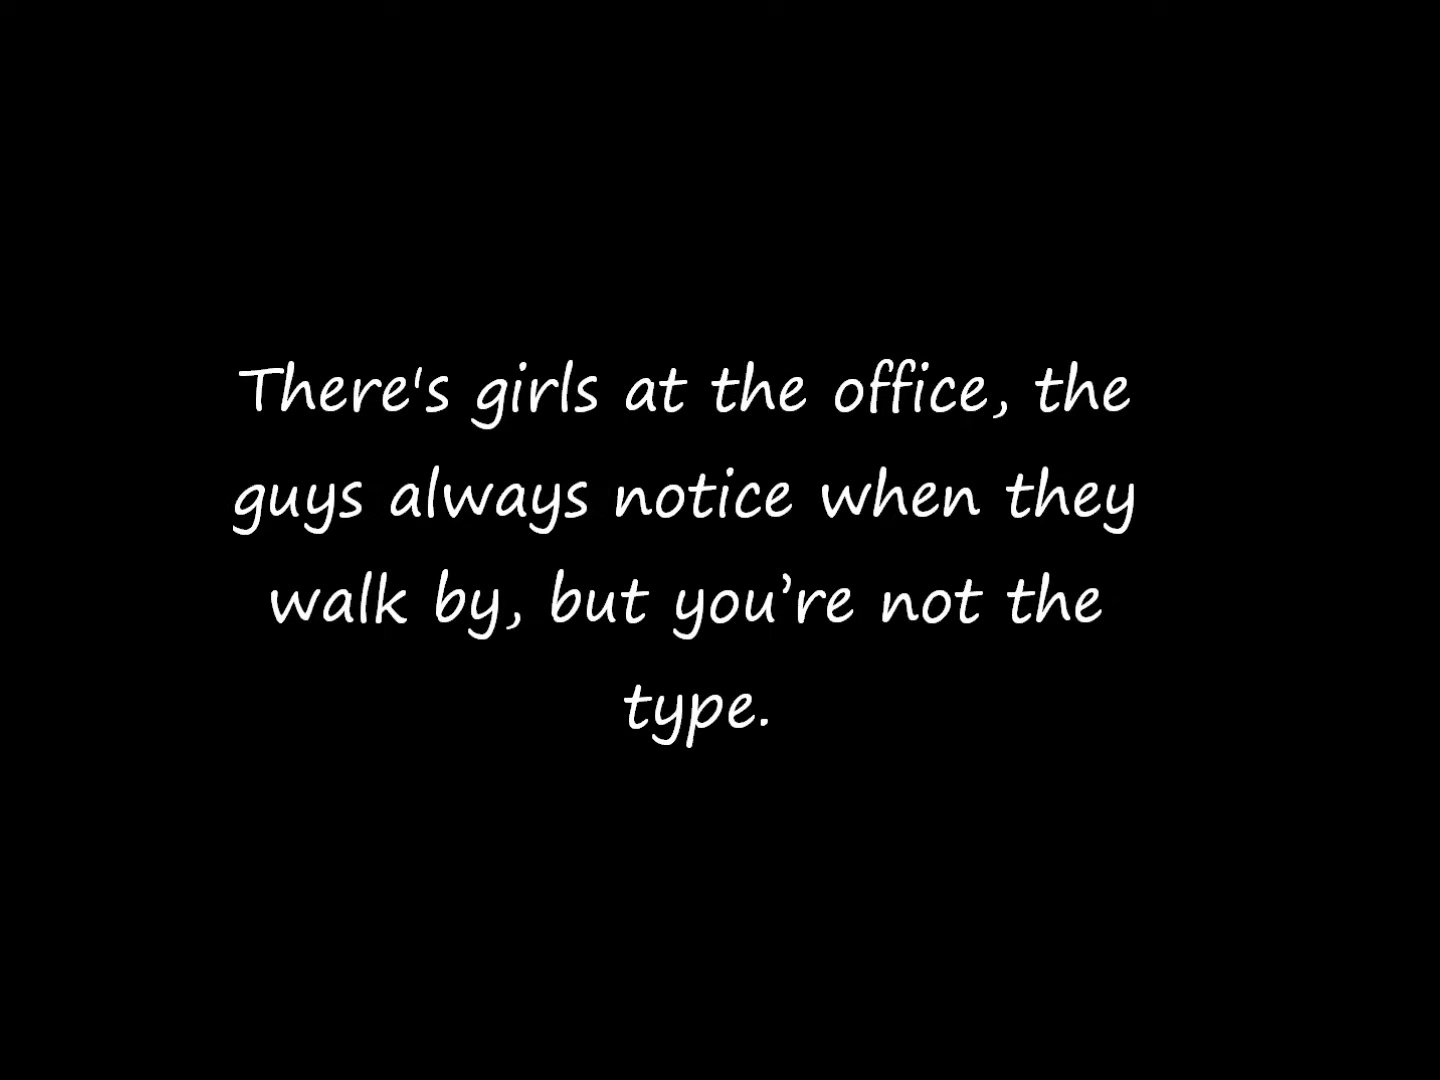 There's girls at the office, the
guys always notice when they
walk by, but you’re not the
type.